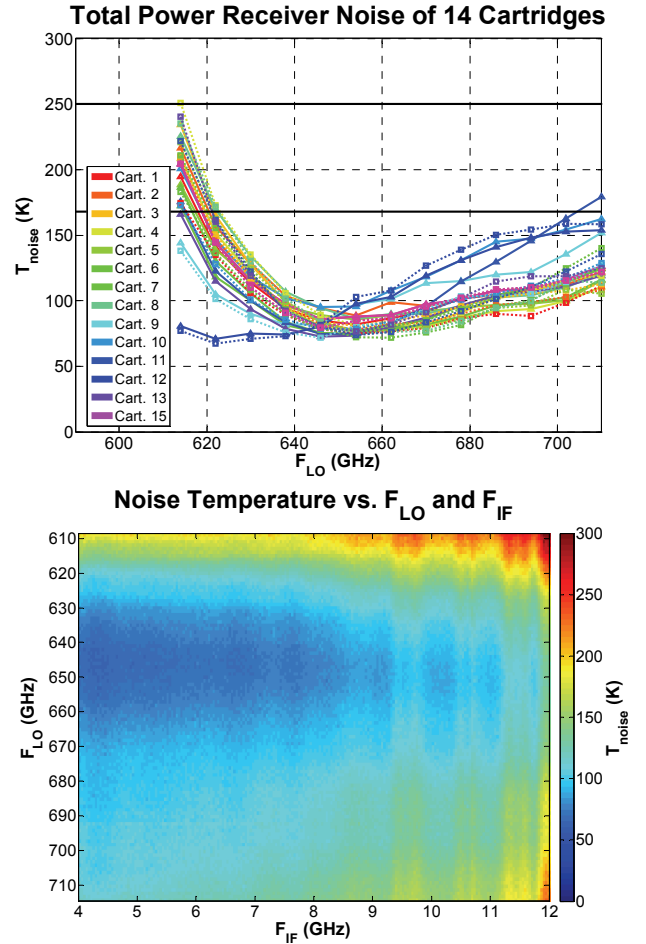 Total Power Receiver Noise of 14 Cartridges
300
250
200
150
100
50
0
T_noise (K)
Cart. 1
Cart. 2
Cart. 3
Cart. 4
Cart. 5
Cart. 6
Cart. 7
Cart. 8
Cart. 9
Cart. 10
Cart. 11
Cart. 12
Cart. 13
Cart. 15
600 620 640 660 680 700
F_LO (GHz)
Noise Temperature vs. F_LO and F_IF
610
620
630
640
650
660
670
680
690
700
710
F_LO (GHz)
4 5 6 7 8 9 10 11 12
F_IF (GHz)
300
250
200
150
100
50
0
T_noise (K)